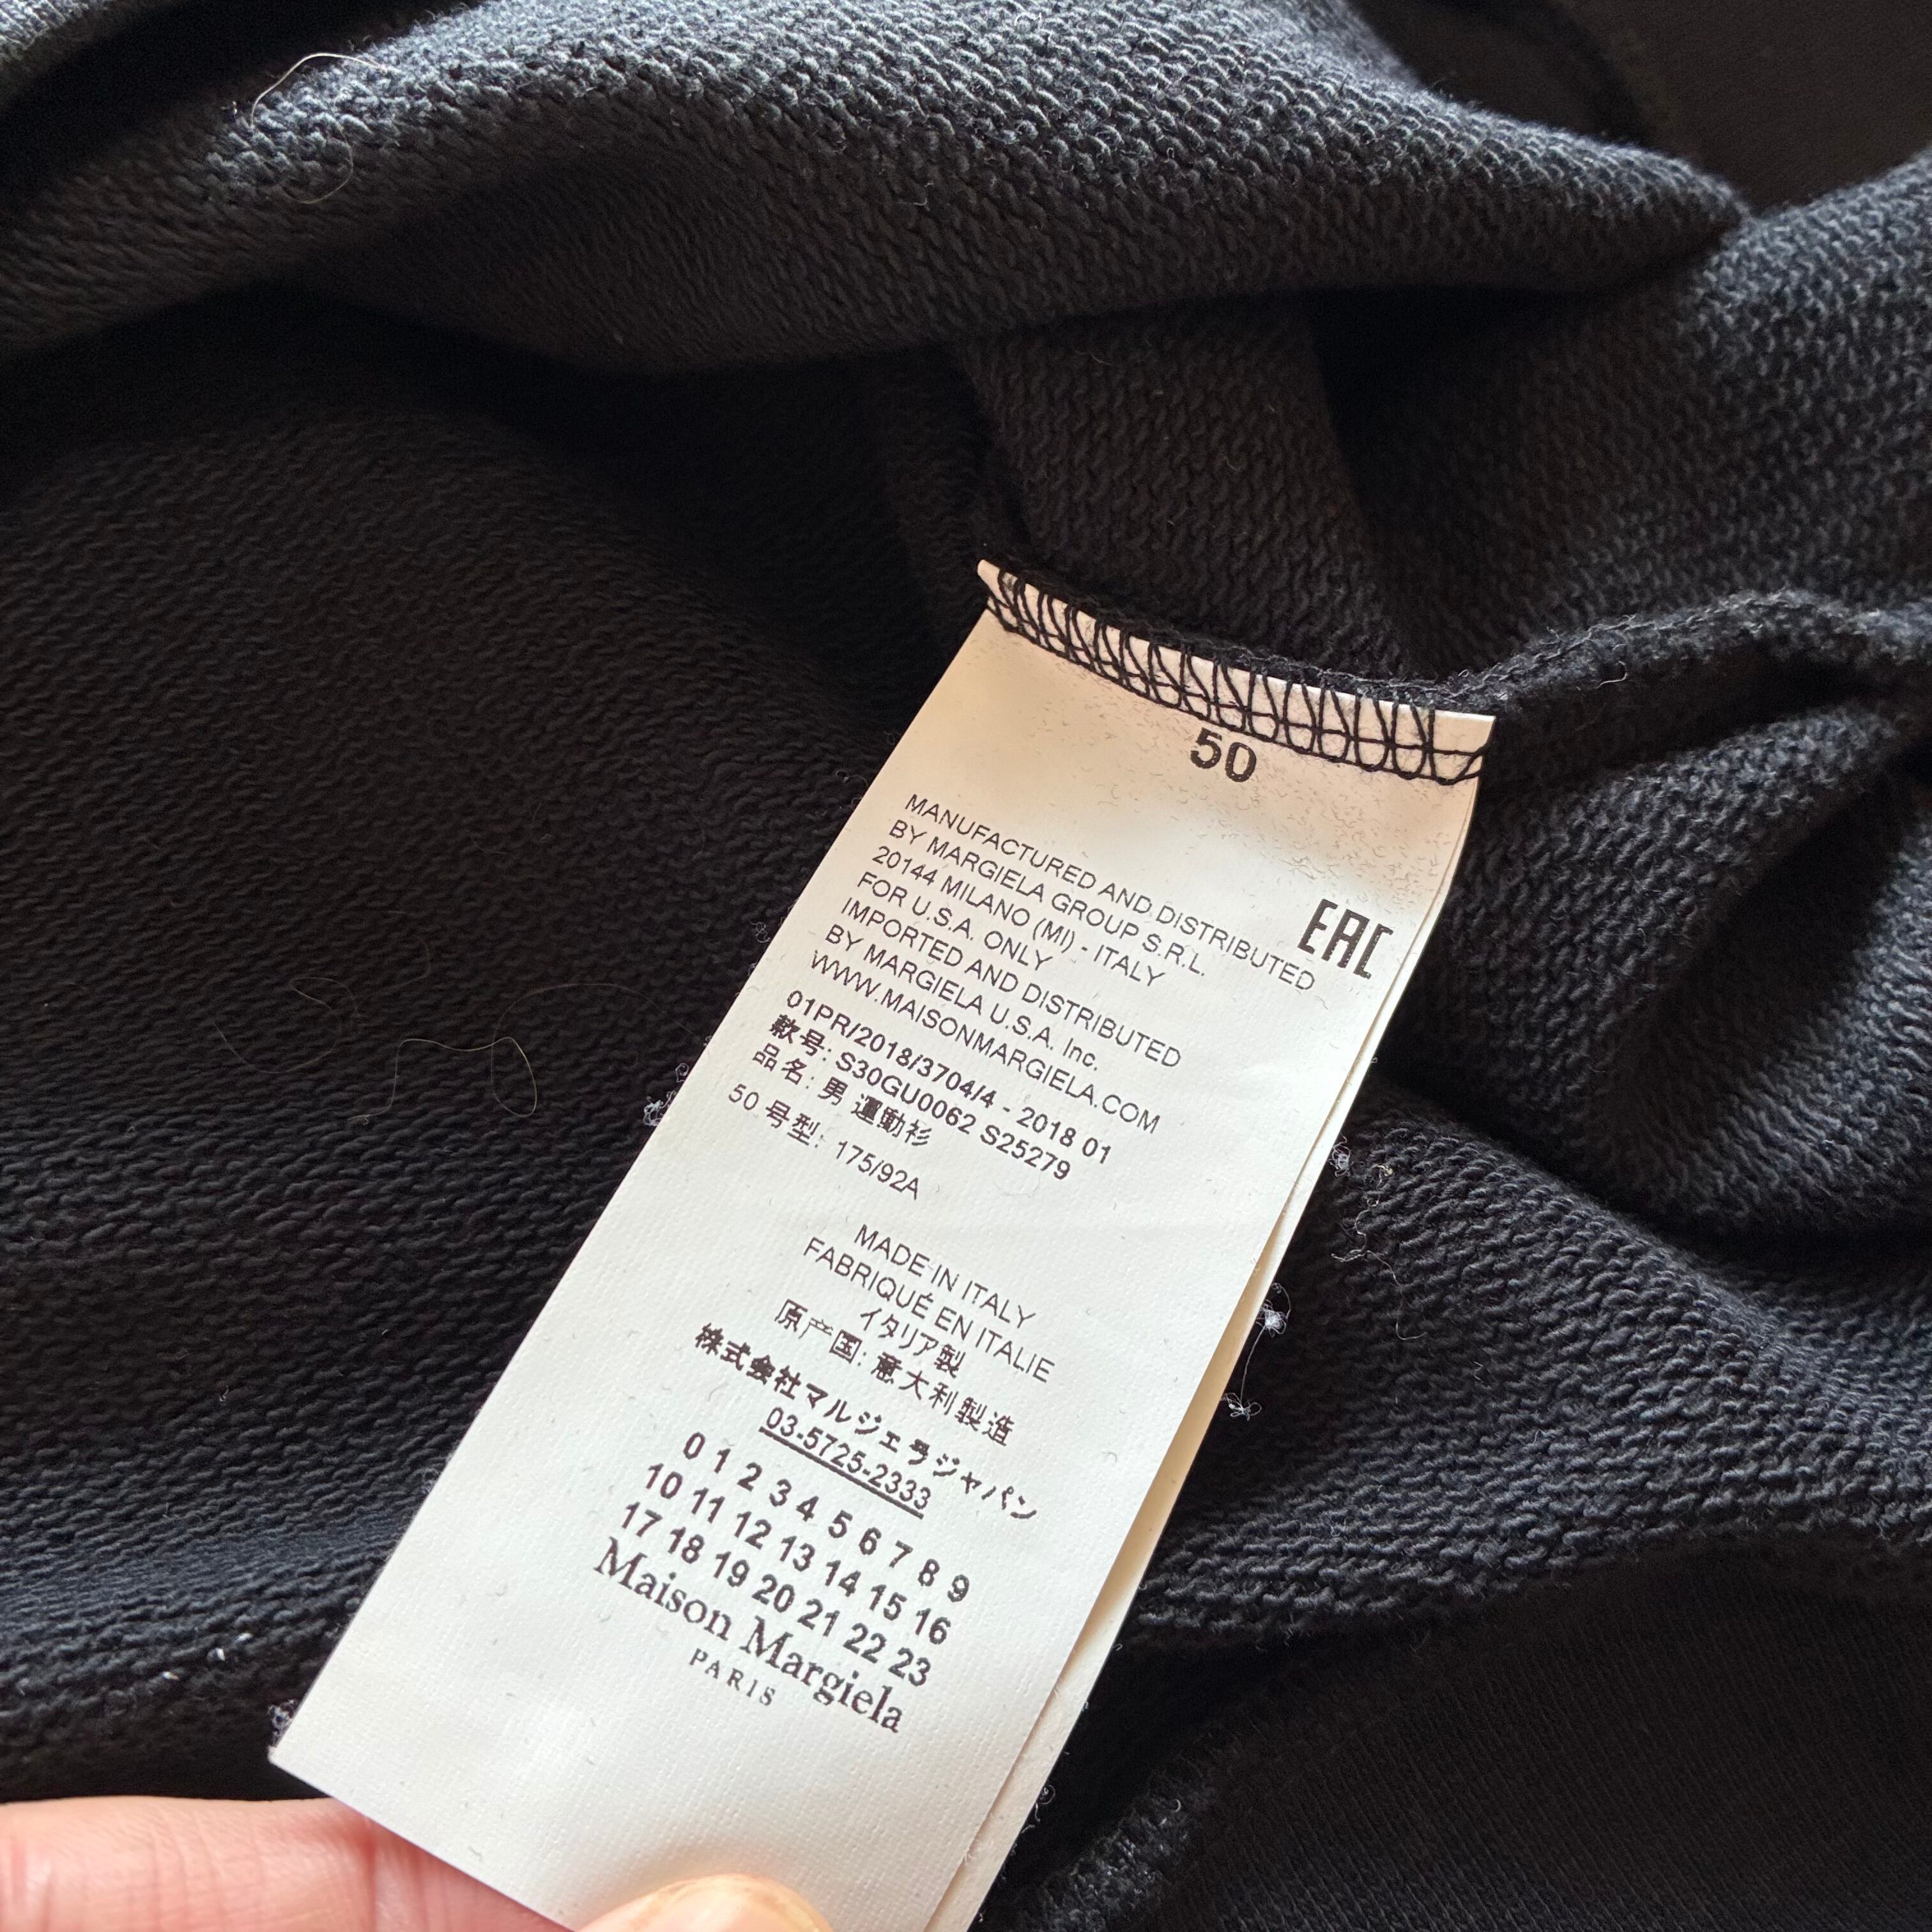 50
MANUFACTURED AND DISTRIBUTED
BY MARGIELA GROUP S.R.L.
20144 MILANO (MI) - ITALY
FOR U.S.A. ONLY
IMPORTED AND DISTRIBUTED
BY MARGIELA U.S.A. Inc.
WWW.MAISONMARGIELA.COM
EAC
01PR/2018/3704/4 - 2018 01
款号: S30GU0062 S25279
品名: 男 運動衫
50 号型: 175/92A
MADE IN ITALY
FABRIQUÉ EN ITALIE
イタリア製
原产国: 意大利製造
株式会社マルジェラジャパン
03-5725-2333
0 1 2 3 4 5 6 7 8 9
10 11 12 13 14 15 16
17 18 19 20 21 22 23
Maison Margiela
PARIS